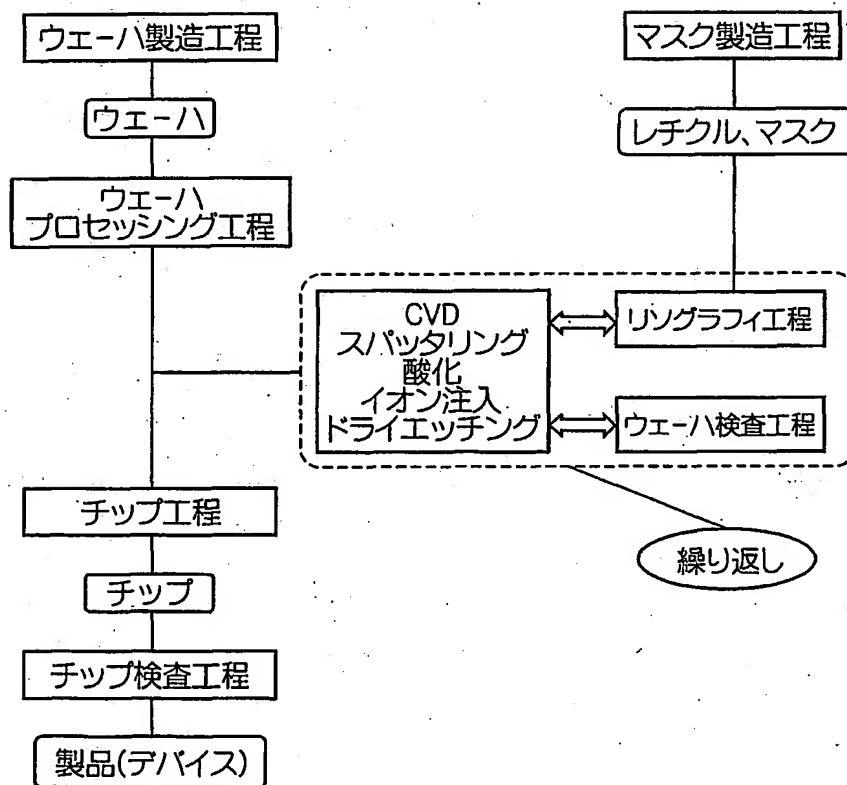 ウェーハ製造工程
ウェーハ
ウェーハ
プロセッシング工程
チップ工程
チップ
チップ検査工程
製品(デバイス)
マスク製造工程
レチクル、マスク
CVD
スパッタリング
酸化
イオン注入
ドライエッチング
リソグラフィ工程
ウェーハ検査工程
繰り返し